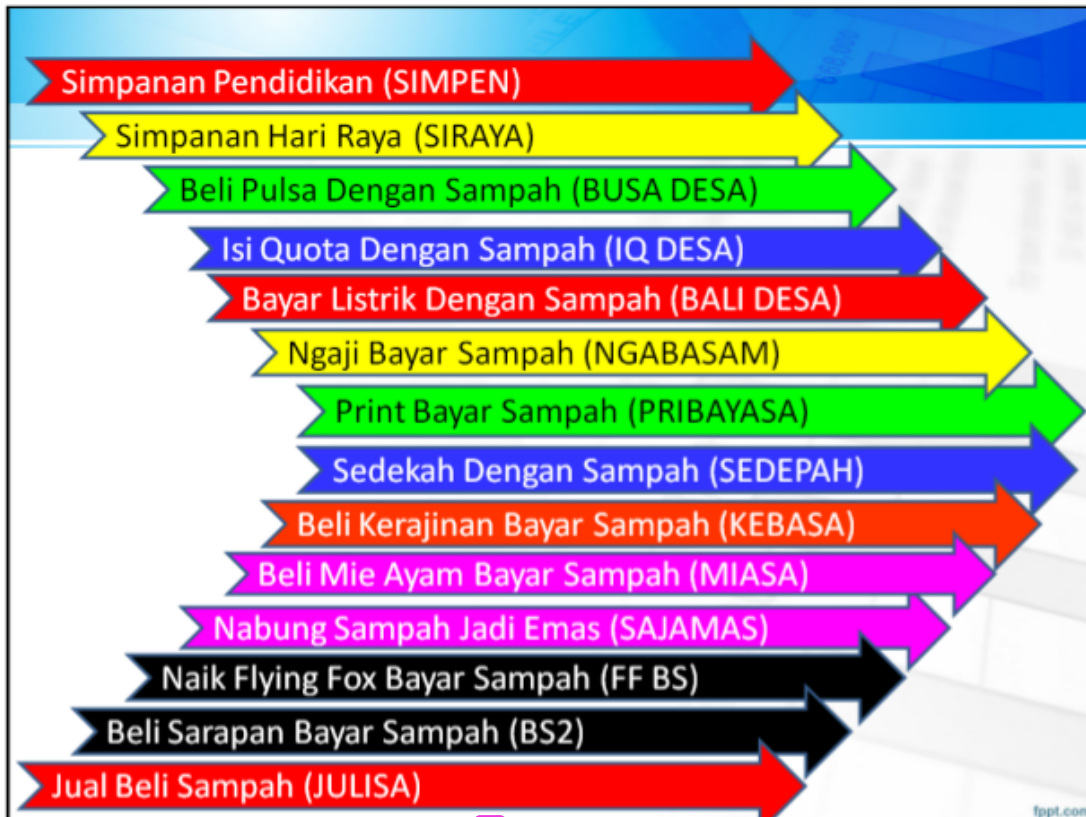 Simpanan Pendidikan (SIMPEN)
Simpanan Hari Raya (SIRAYA)
Beli Pulsa Dengan Sampah (BUSA DESA)
Isi Quota Dengan Sampah (IQ DESA)
Bayar Listrik Dengan Sampah (BALI DESA)
Ngaji Bayar Sampah (NGABASAM)
Print Bayar Sampah (PRIBAYASA)
Sedekah Dengan Sampah (SEDEPAH)
Beli Kerajinan Bayar Sampah (KEBASA)
Beli Mie Ayam Bayar Sampah (MIASA)
Nabung Sampah Jadi Emas (SAJAMAS)
Naik Flying Fox Bayar Sampah (FF BS)
Beli Sarapan Bayar Sampah (BS2)
Jual Beli Sampah (JULISA)
fppt.com